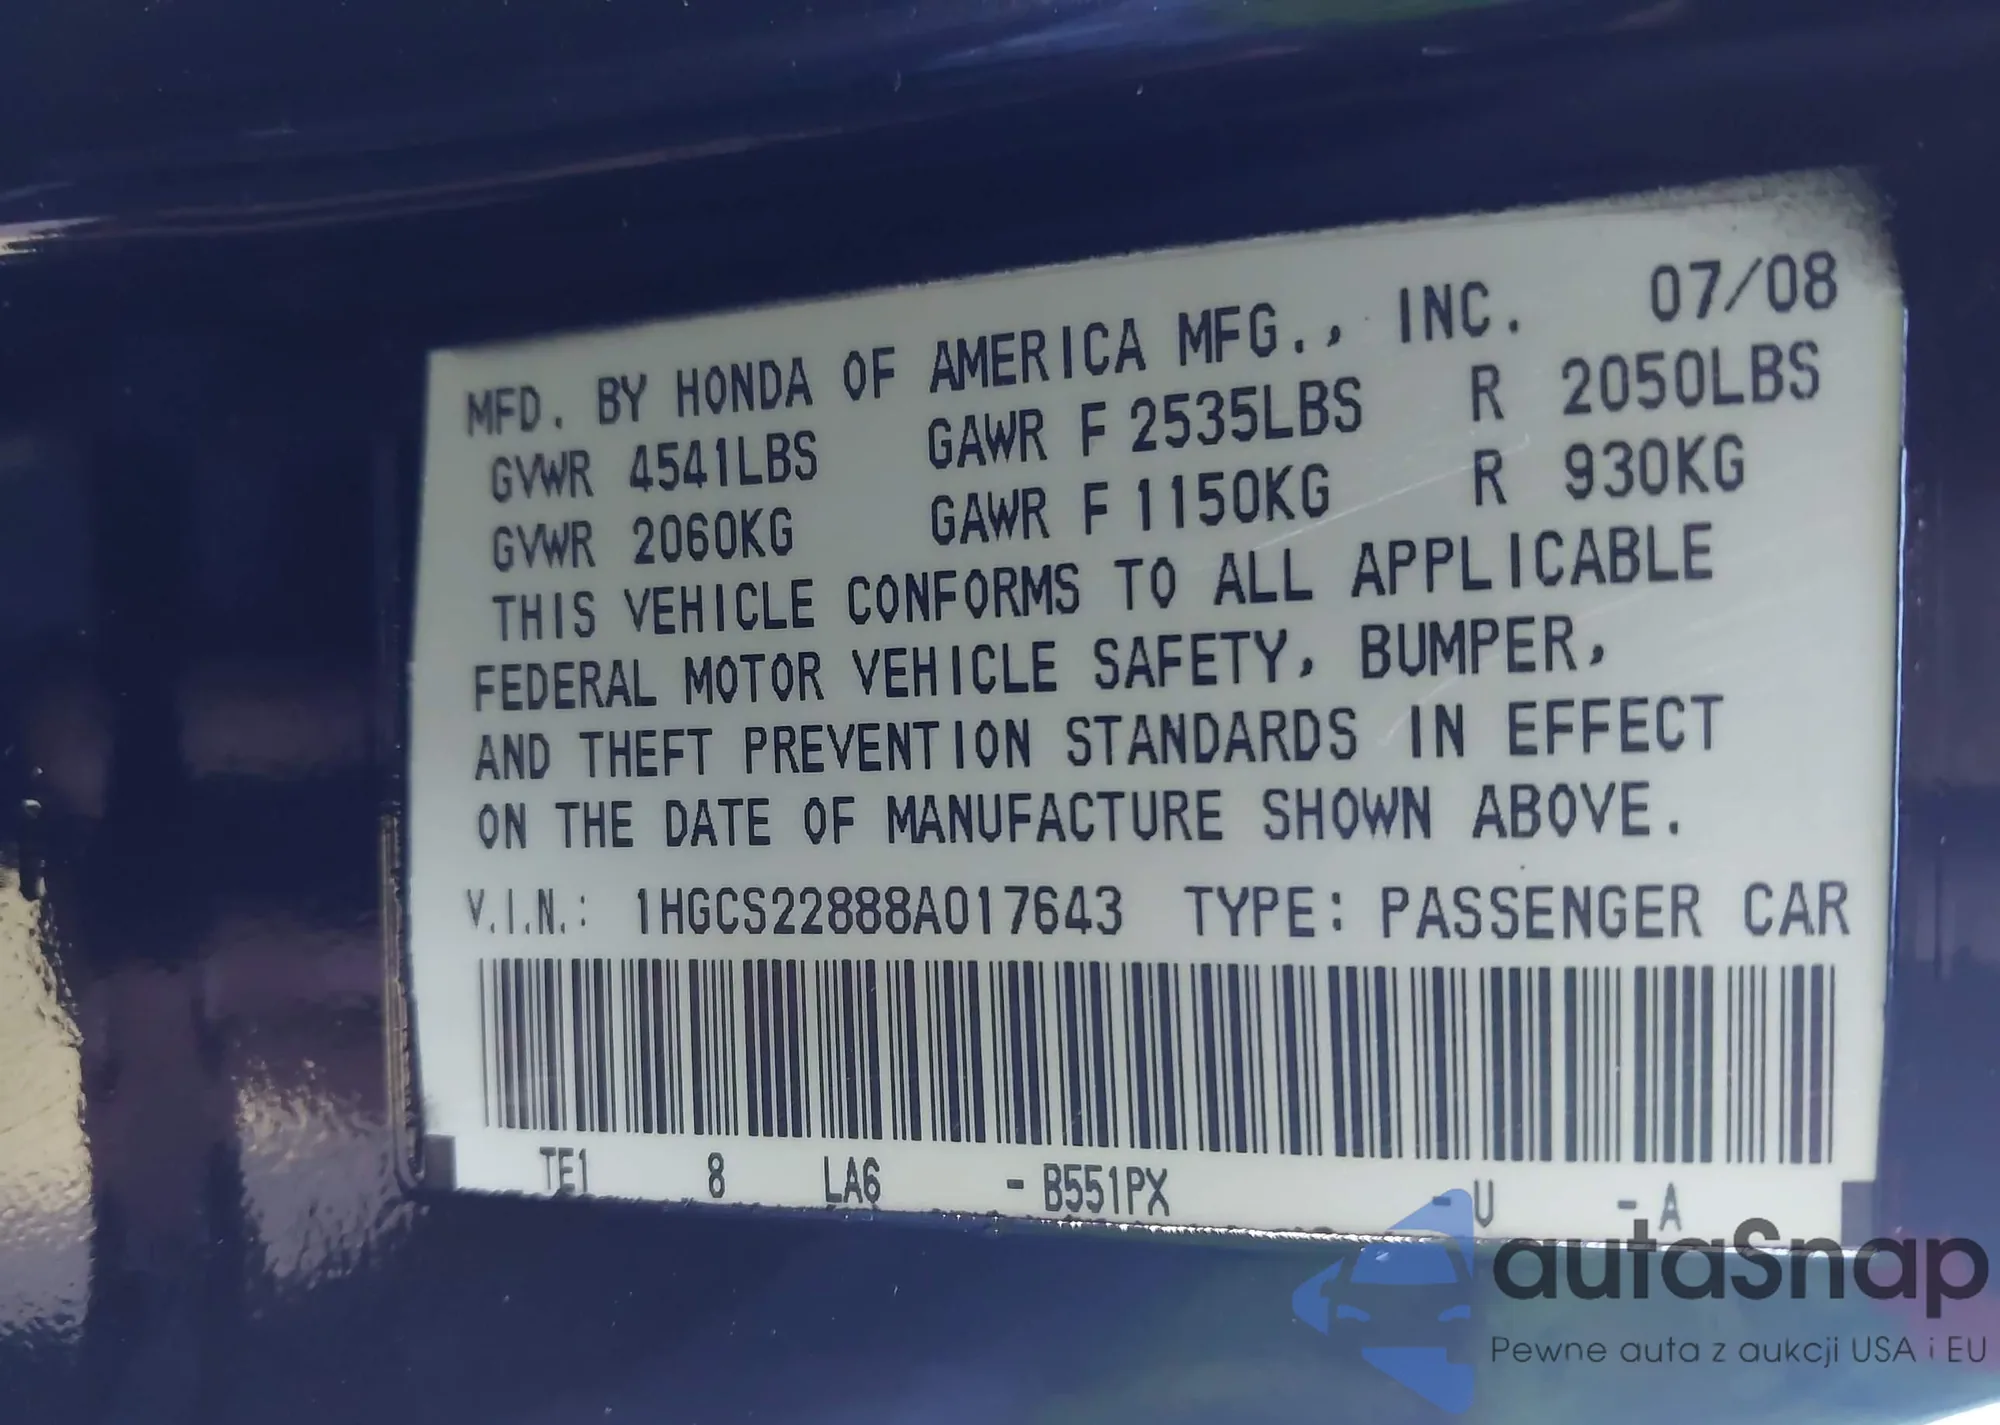 MFD. BY HONDA OF AMERICA MFG., INC. 07/08
GVWR 4541LBS GAWR F 2535LBS R 2050LBS
GVWR 2060KG GAWR F 1150KG R 930KG
THIS VEHICLE CONFORMS TO ALL APPLICABLE
FEDERAL MOTOR VEHICLE SAFETY, BUMPER,
AND THEFT PREVENTION STANDARDS IN EFFECT
ON THE DATE OF MANUFACTURE SHOWN ABOVE.
V.I.N.: 1HGCS22888A017643 TYPE: PASSENGER CAR
TE1 8 LA6 - B551PX - U - A
autaSnap
Pewne auta z aukcji USA i EU